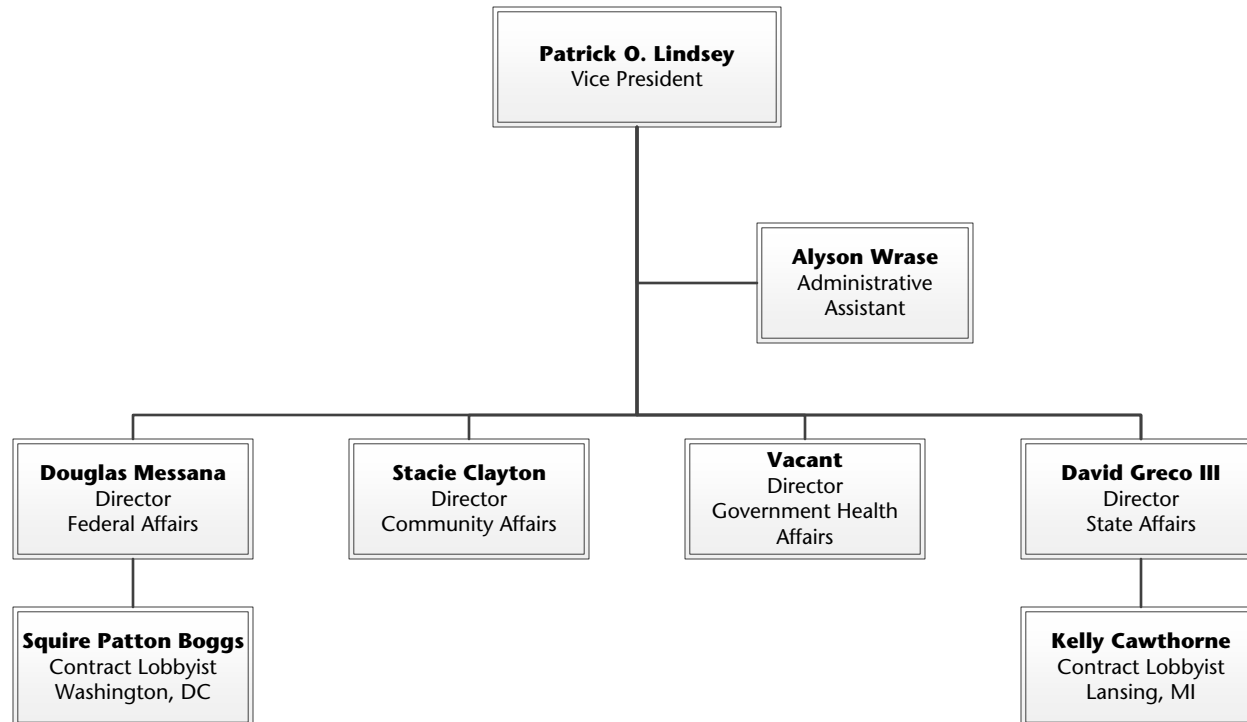 Patrick O. Lindsey
Vice President
Alyson Wrase
Administrative
Assistant
Douglas Messana
Director
Federal Affairs
Stacie Clayton
Director
Community Affairs
Vacant
Director
Government Health
Affairs
David Greco III
Director
State Affairs
Squire Patton Boggs
Contract Lobbyist
Washington, DC
Kelly Cawthorne
Contract Lobbyist
Lansing, MI